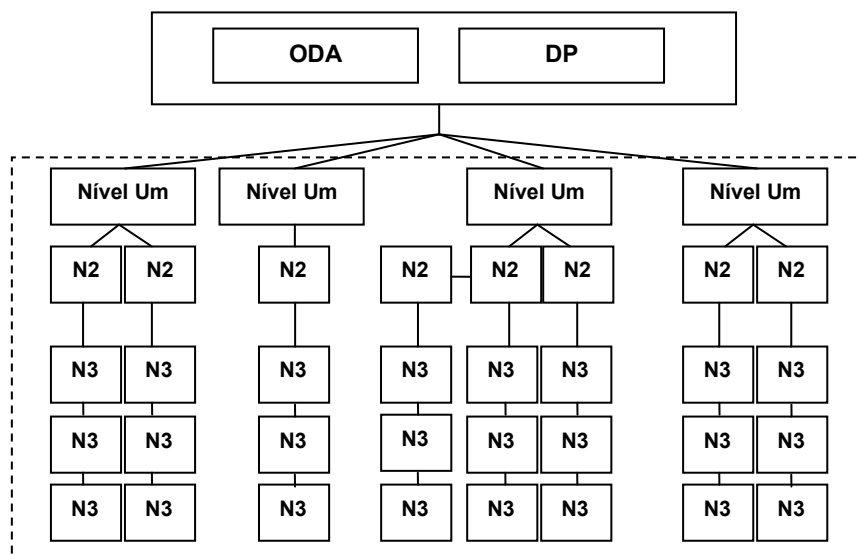 ODA DP
Nível Um Nível Um Nível Um Nível Um
N2 N2 N2 N2 N2 N2 N2 N2
N3 N3 N3 N3 N3 N3 N3 N3
N3 N3 N3 N3 N3 N3 N3 N3
N3 N3 N3 N3 N3 N3 N3 N3